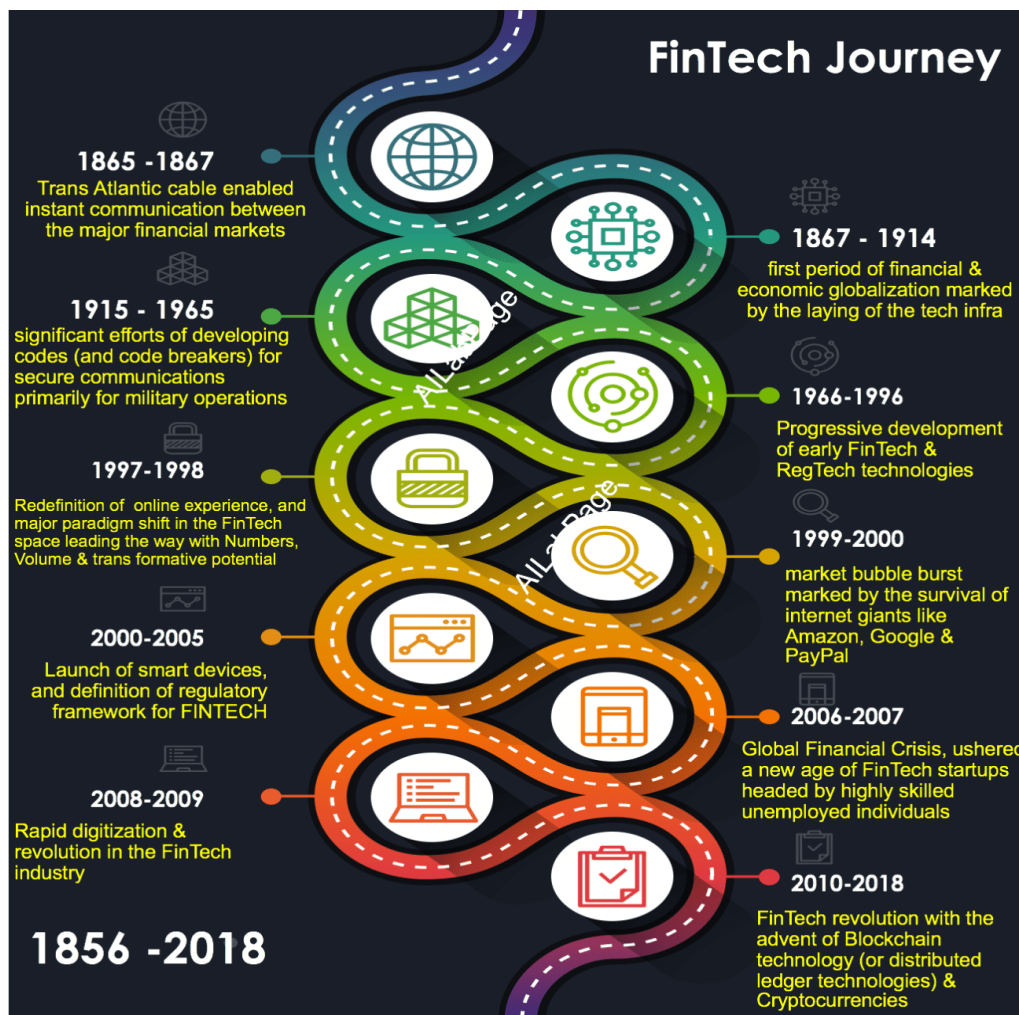 FinTech Journey
1865 -1867
Trans Atlantic cable enabled
instant communication between
the major financial markets
1867 - 1914
first period of financial &
economic globalization marked
by the laying of the tech infra
1915 - 1965
significant efforts of developing
codes (and code breakers) for
secure communications
primarily for military operations
AILabPage
1966-1996
Progressive development
of early FinTech &
RegTech technologies
1997-1998
Redefinition of online experience, and
major paradigm shift in the FinTech
space leading the way with Numbers,
Volume & trans formative potential
AILabPage
1999-2000
market bubble burst
marked by the survival of
internet giants like
Amazon, Google &
PayPal
2000-2005
Launch of smart devices,
and definition of regulatory
framework for FINTECH
2006-2007
Global Financial Crisis, ushered
a new age of FinTech startups
headed by highly skilled
unemployed individuals
2008-2009
Rapid digitization &
revolution in the FinTech
industry
2010-2018
FinTech revolution with the
advent of Blockchain
technology (or distributed
ledger technologies) &
Cryptocurrencies
1856 -2018